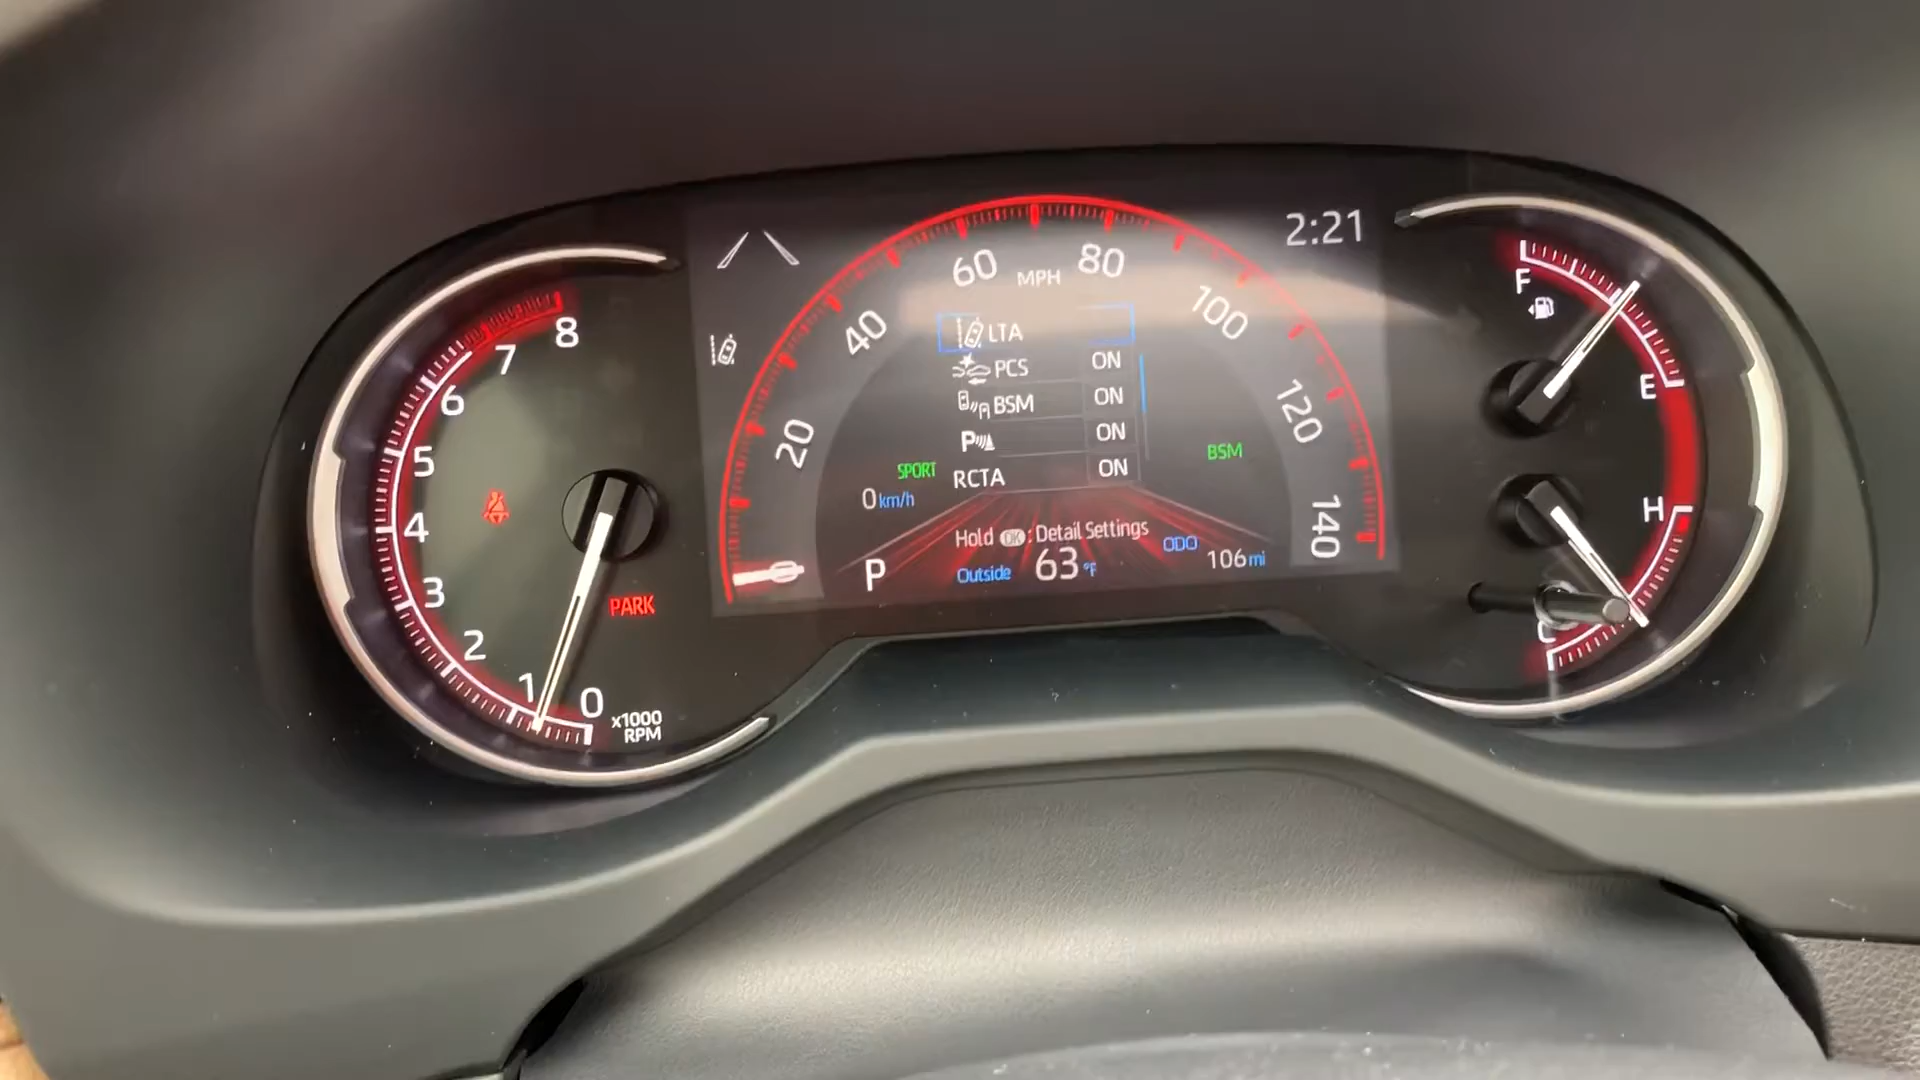 8
7
6
5
4
3
2
1
0
x1000
RPM
PARK
20
40
60
MPH
80
100
120
140
2:21
LTA
PCS ON
BSM ON
P ON
RCTA ON
SPORT
0 km/h
BSM
Hold OK : Detail Settings
P
Outside 63 °F
ODO
106 mi
F
E
H
C